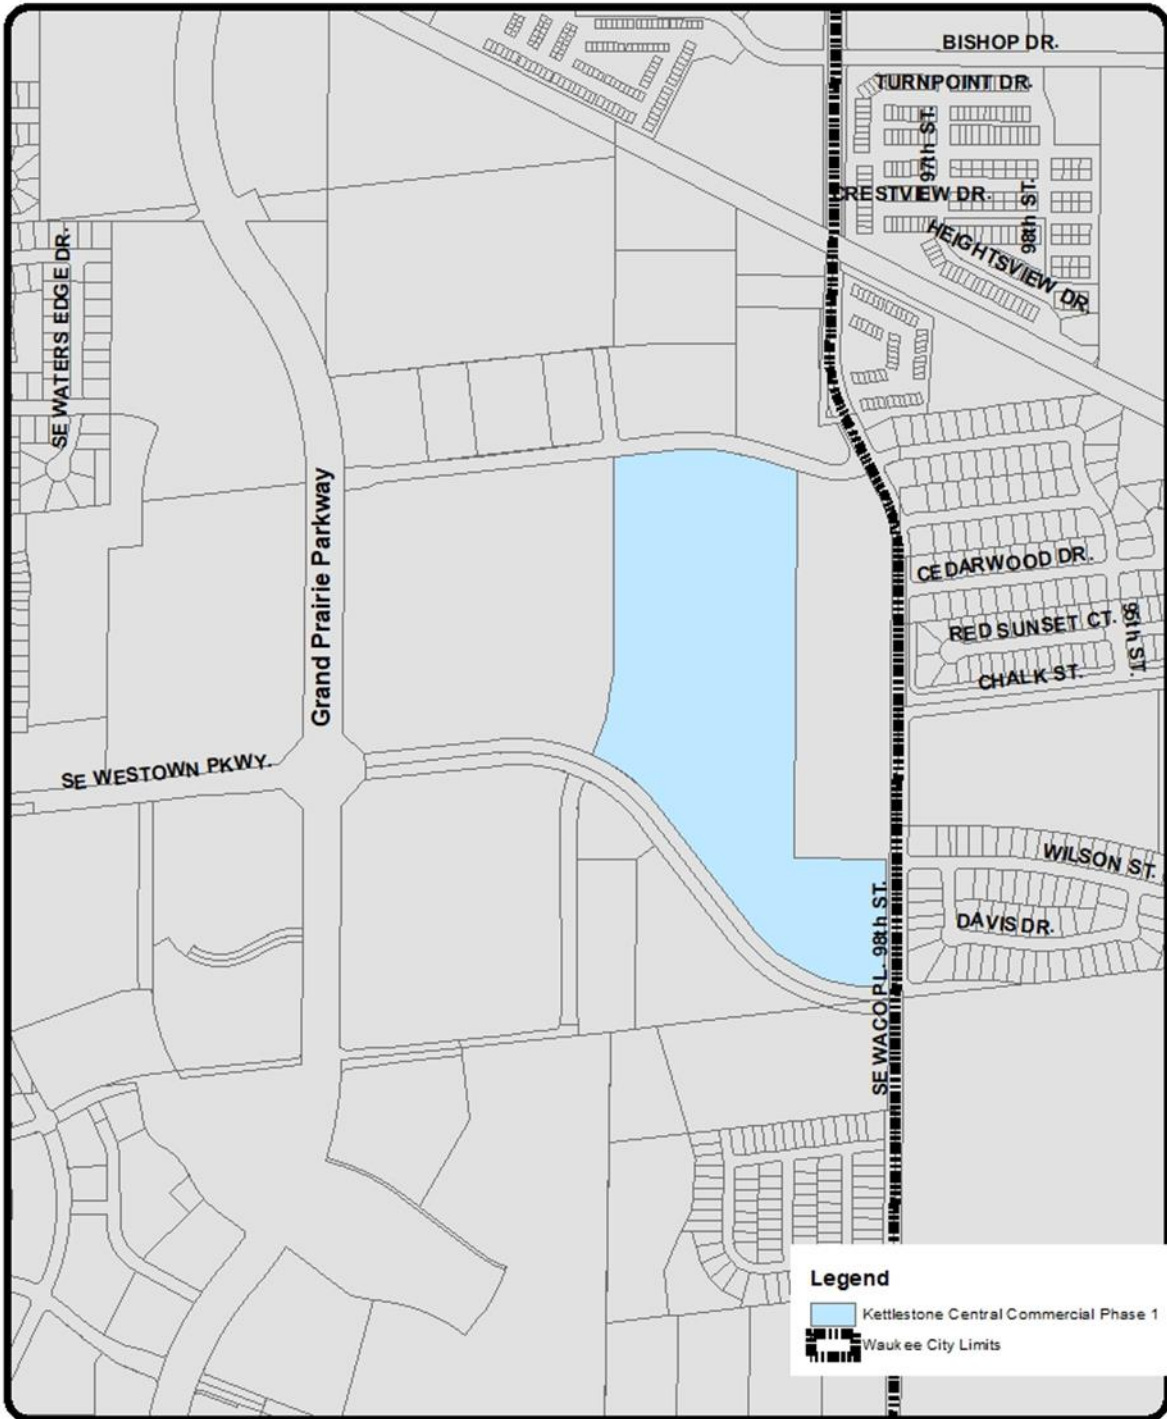 BISHOP DR.
TURNPOINT DR.
97th ST.
CRESTVIEW DR.
98th ST.
HEIGHTSVIEW DR.
SE WATERS EDGE DR.
Grand Prairie Parkway
CEDARWOOD DR.
RED SUNSET CT.
95th ST.
CHALK ST.
SE WESTOWN PKWY.
WILSON ST.
DAVIS DR.
SE WACO PL. 98th ST.
Legend
Kettlestone Central Commercial Phase 1
Waukee City Limits